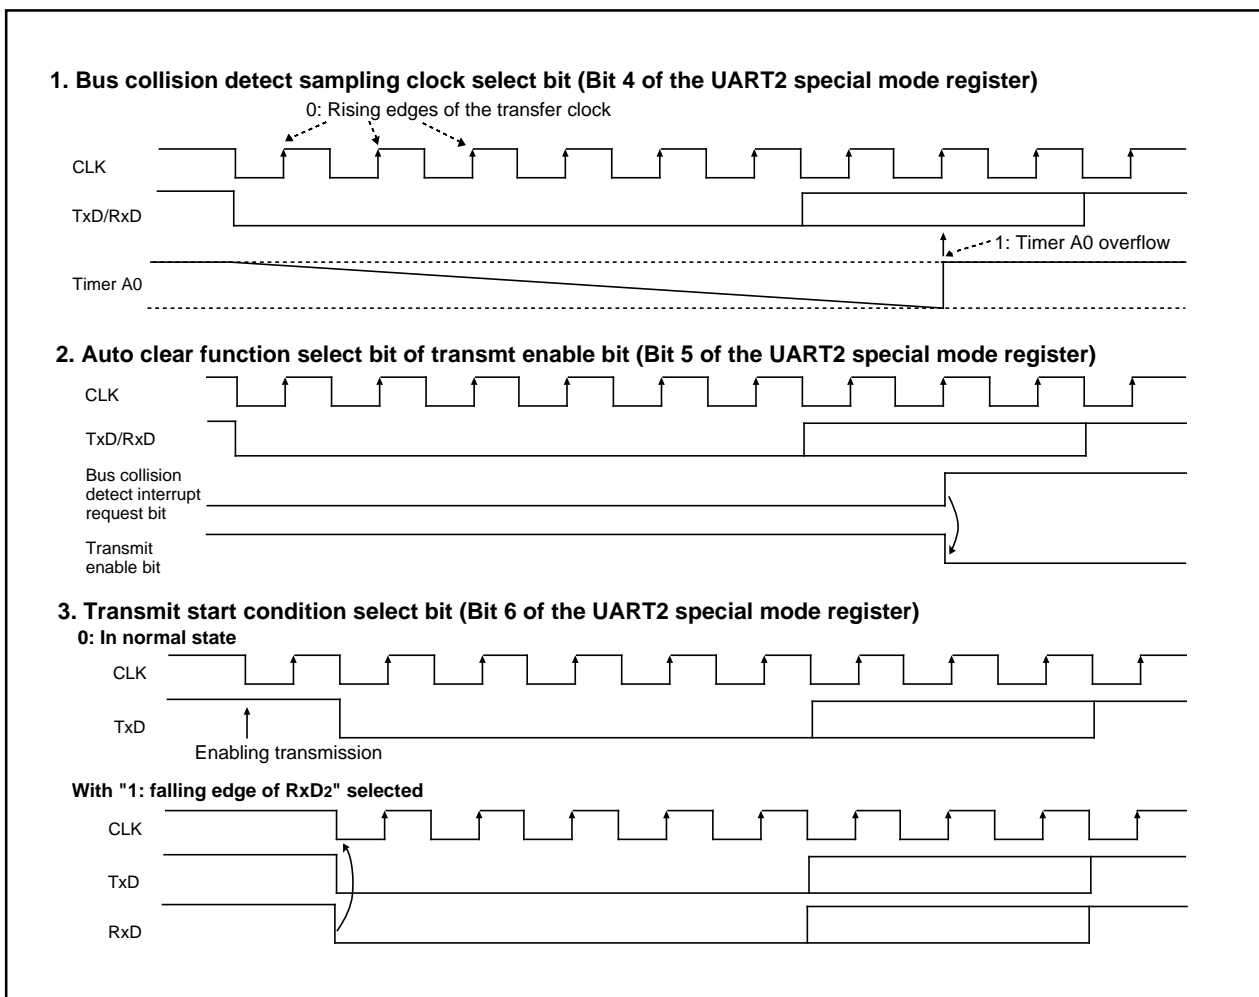 1. Bus collision detect sampling clock select bit (Bit 4 of the UART2 special mode register)
0: Rising edges of the transfer clock
CLK
TxD/RxD
1: Timer A0 overflow
Timer A0
2. Auto clear function select bit of transmt enable bit (Bit 5 of the UART2 special mode register)
CLK
TxD/RxD
Bus collision
detect interrupt
request bit
Transmit
enable bit
3. Transmit start condition select bit (Bit 6 of the UART2 special mode register)
0: In normal state
CLK
TxD
Enabling transmission
With "1: falling edge of RxD2" selected
CLK
TxD
RxD